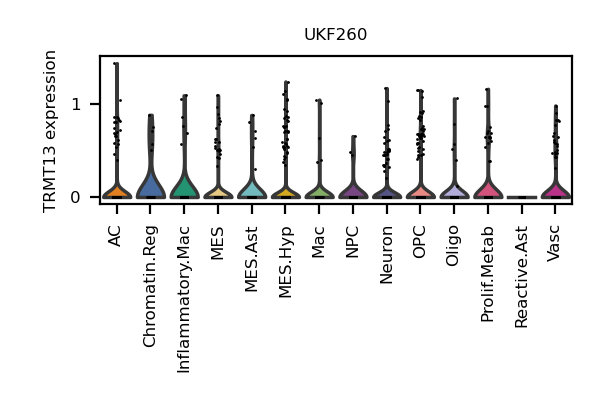 UKF260
TRMT13 expression
1
0
AC
Chromatin.Reg
Inflammatory.Mac
MES
MES.Ast
MES.Hyp
Mac
NPC
Neuron
OPC
Oligo
Prolif.Metab
Reactive.Ast
Vasc